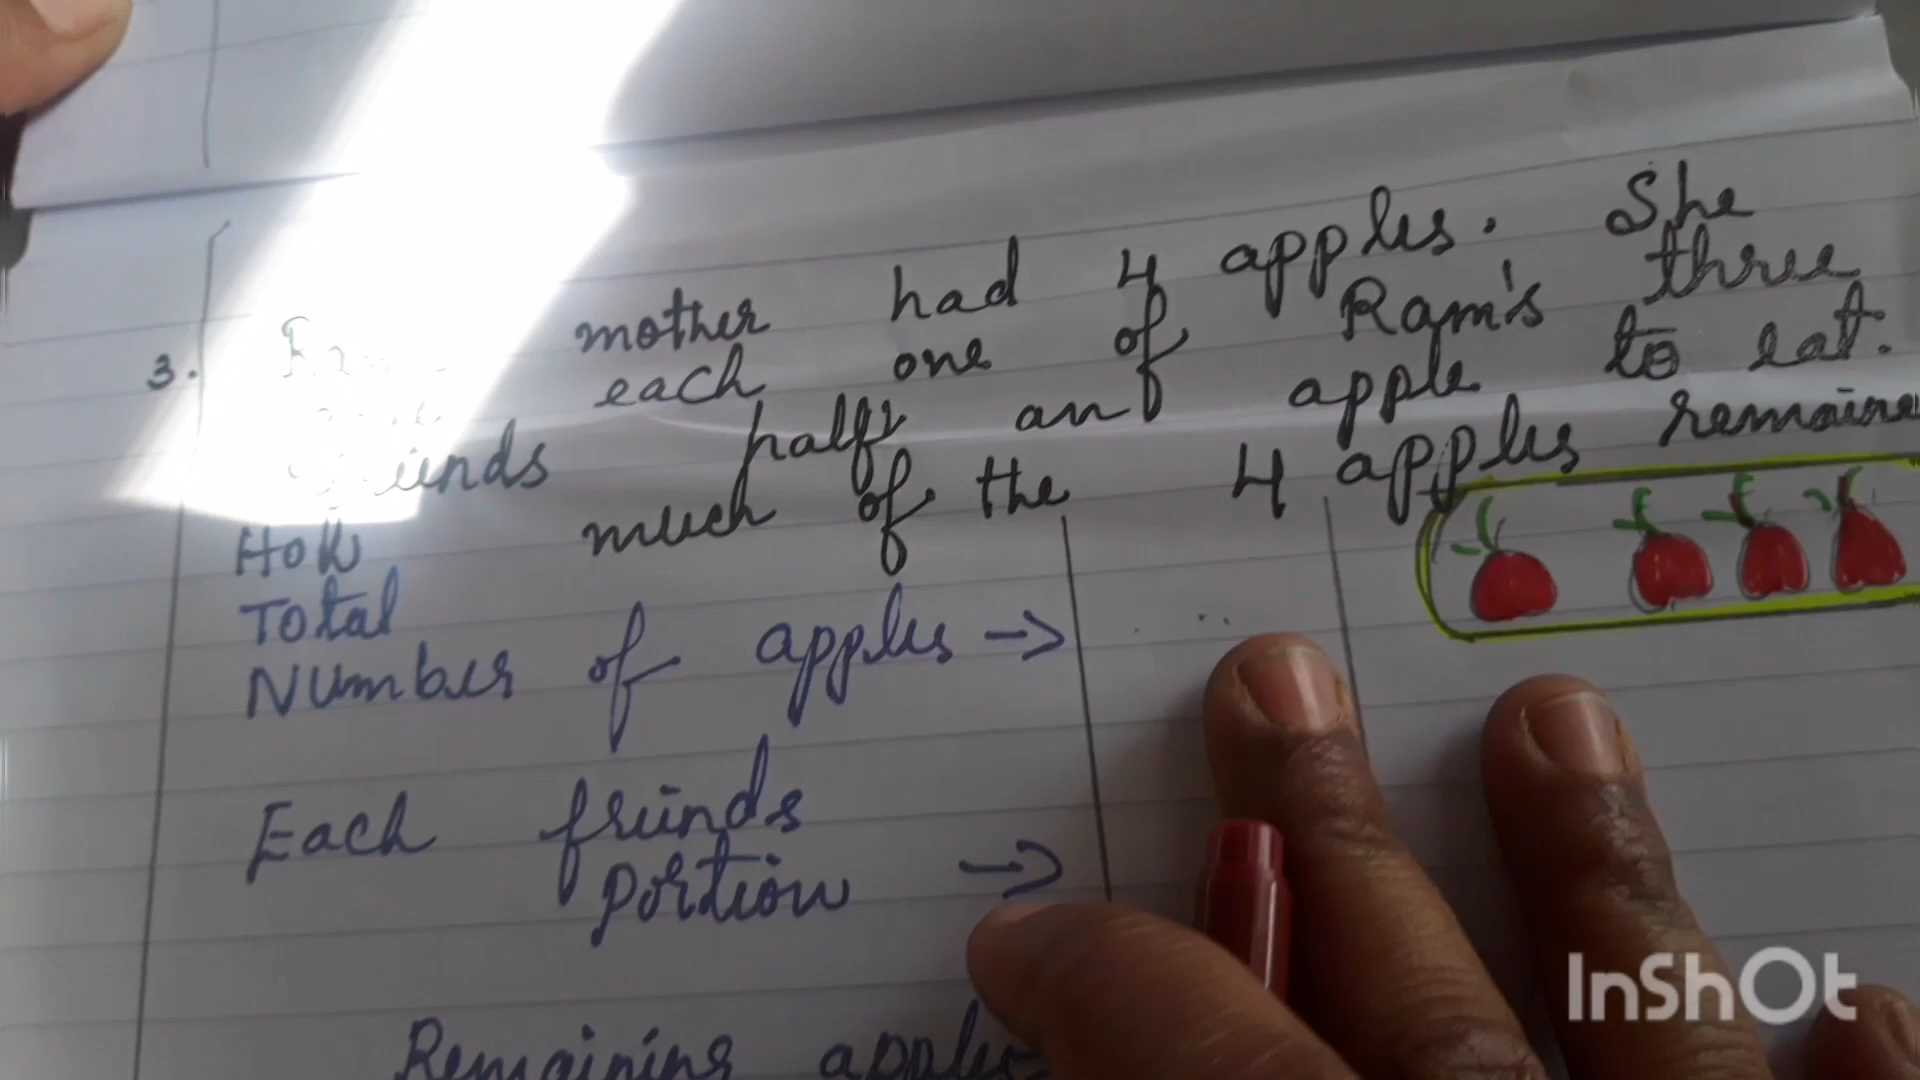 3. mother had 4 apples. She
each one of Ram's three
friends half an apple to eat.
How much of the 4 apples remaine
Total
Number of apples →
Each friends
portion →
Remaining apples
InShOt